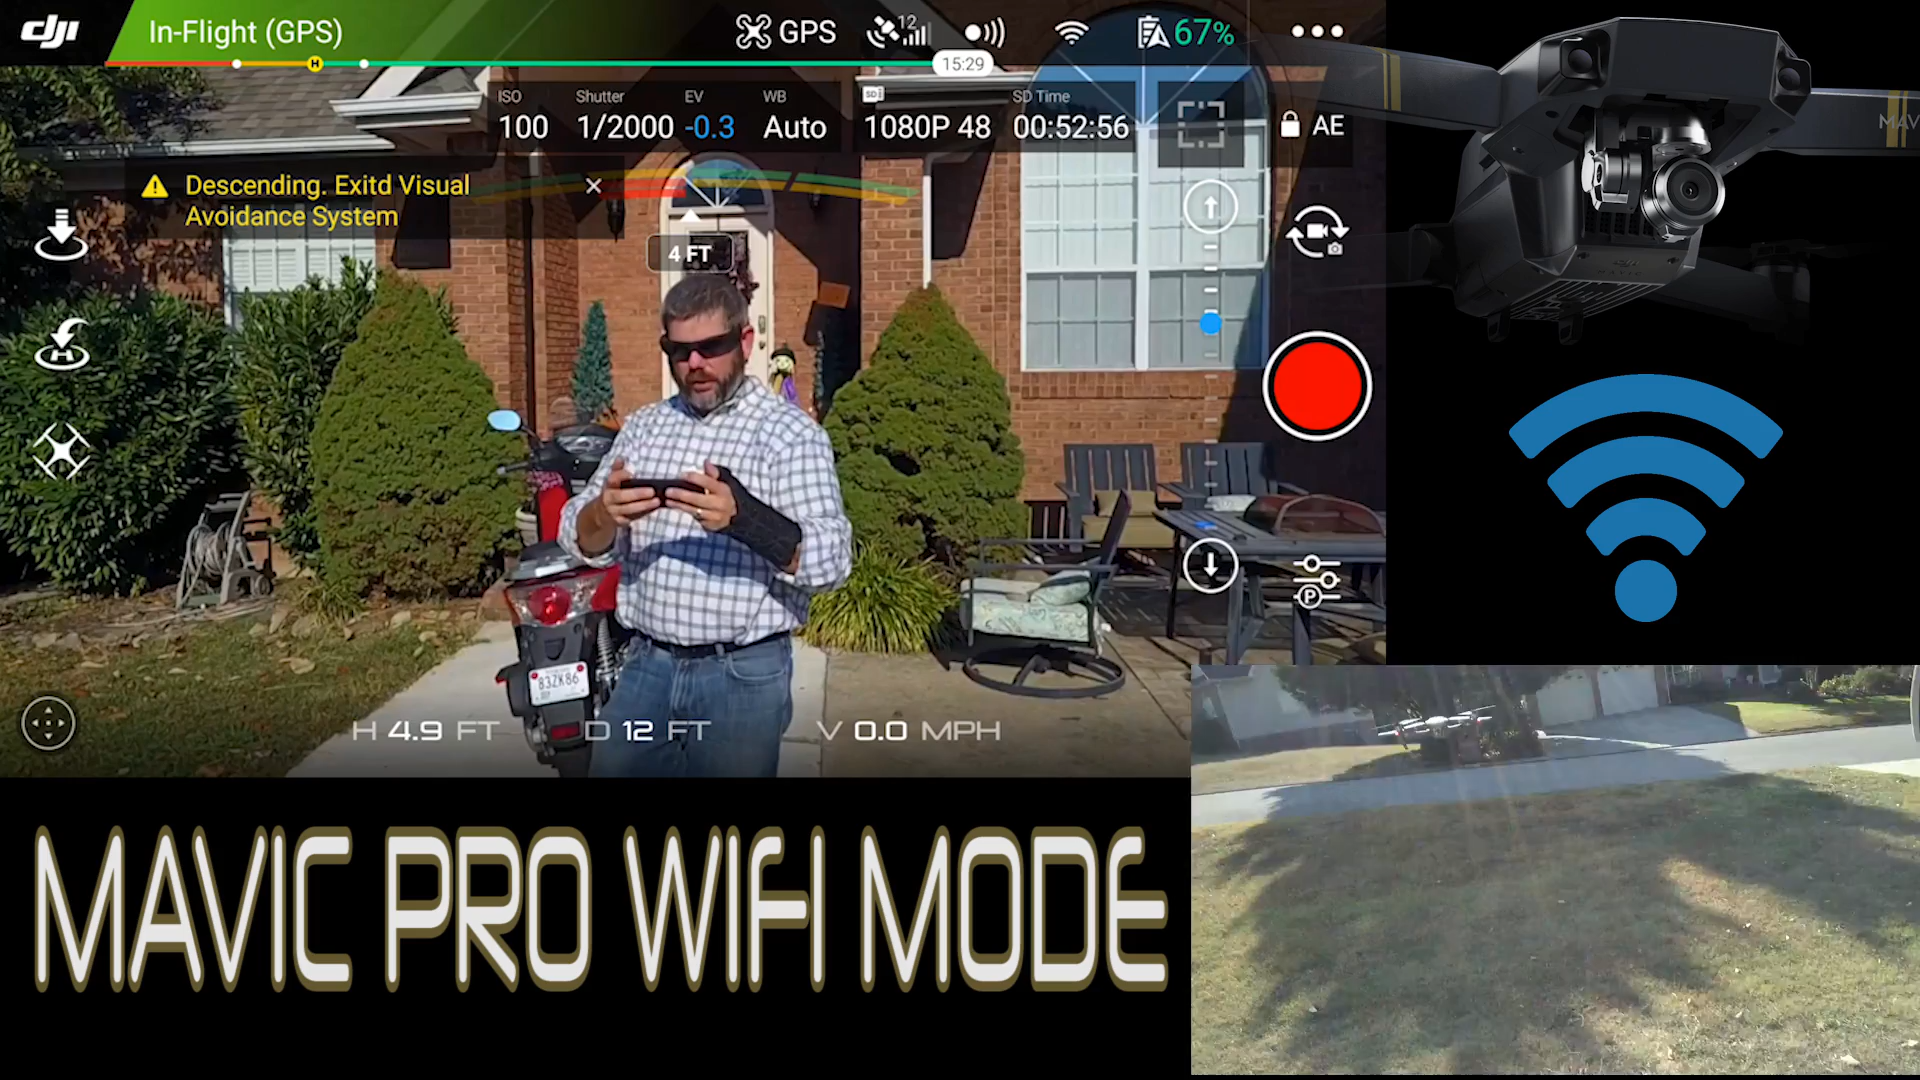 dji In-Flight (GPS) GPS 12 67%
H 15:29
ISO Shutter EV WB SD SD Time
100 1/2000 -0.3 Auto 1080P 48 00:52:56 AE
Descending. Exitd Visual
Avoidance System
4 FT
H
P
83ZK86
H 4.9 FT D 12 FT V 0.0 MPH
MAV
MAVIC PRO WIFI MODE